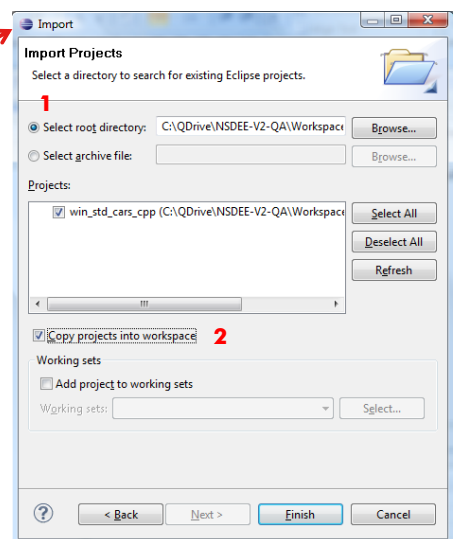 Import
Import Projects
Select a directory to search for existing Eclipse projects.
1
Select root directory: C:\QDrive\NSDEE-V2-QA\Workspace Browse...
Select archive file: Browse...
Projects:
win_std_cars_cpp (C:\QDrive\NSDEE-V2-QA\Workspace Select All
Deselect All
Refresh
Copy projects into workspace 2
Working sets
Add project to working sets
Working sets: Select...
? < Back Next > Finish Cancel